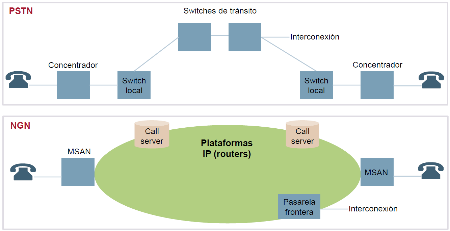 PSTN
Switches de tránsito
Interconexión
Concentrador
Concentrador
Switch
local
Switch
local
NGN
Call
server
Call
server
MSAN
Plataformas
IP (routers)
MSAN
Pasarela
frontera
Interconexión